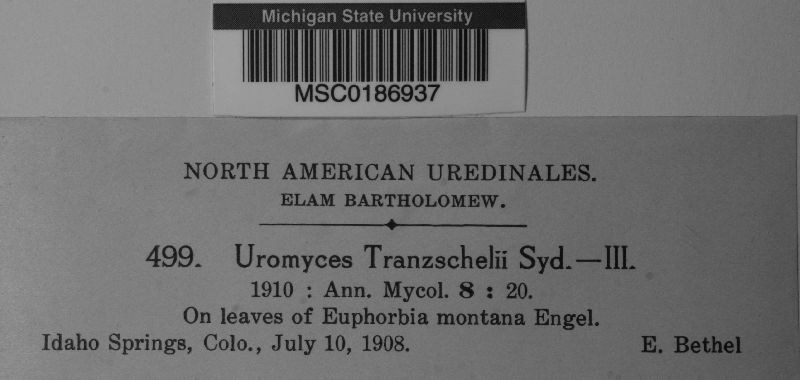 Michigan State University
MSC0186937
NORTH AMERICAN UREDINALES.
ELAM BARTHOLOMEW.
499. Uromyces Tranzschelii Syd.—III.
1910 : Ann. Mycol. 8 : 20.
On leaves of Euphorbia montana Engel.
Idaho Springs, Colo., July 10, 1908. E. Bethel